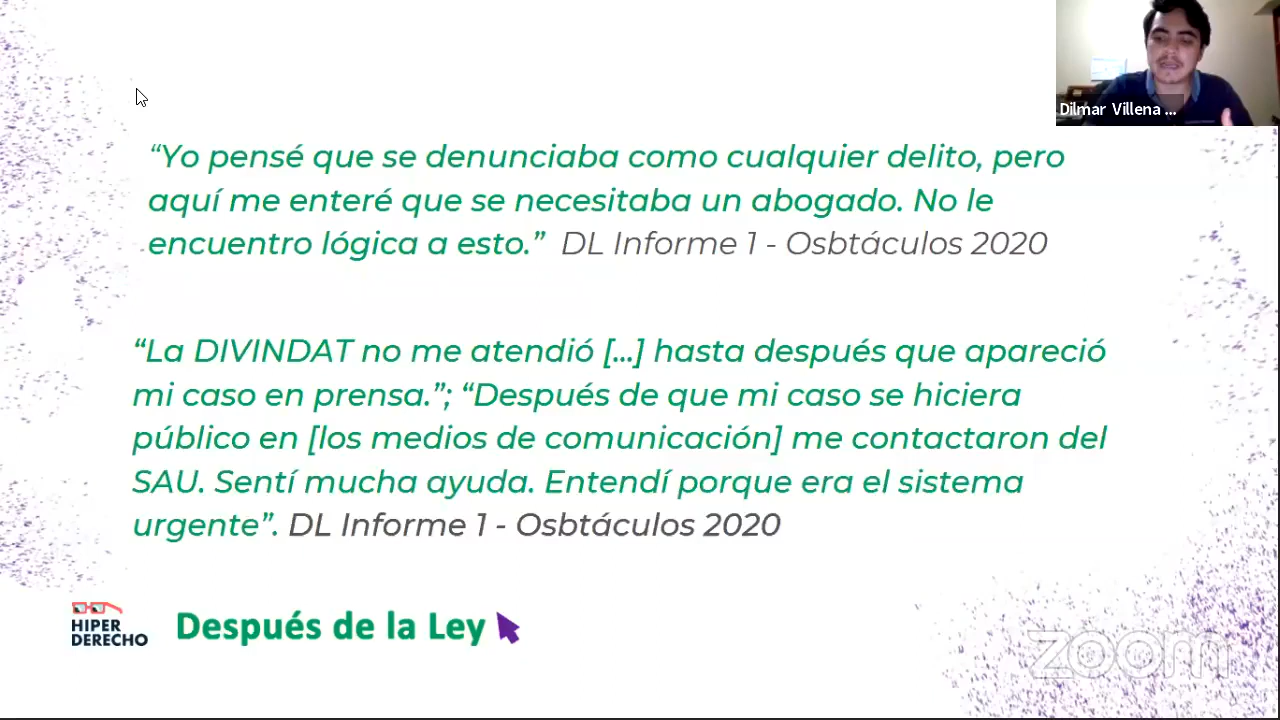 Dilmar Villena ...
“Yo pensé que se denunciaba como cualquier delito, pero
aquí me enteré que se necesitaba un abogado. No le
encuentro lógica a esto.” DL Informe 1 - Osbtáculos 2020
“La DIVINDAT no me atendió [...] hasta después que apareció
mi caso en prensa.”; “Después de que mi caso se hiciera
público en [los medios de comunicación] me contactaron del
SAU. Sentí mucha ayuda. Entendí porque era el sistema
urgente”. DL Informe 1 - Osbtáculos 2020
HIPER
DERECHO
Después de la Ley
zoom